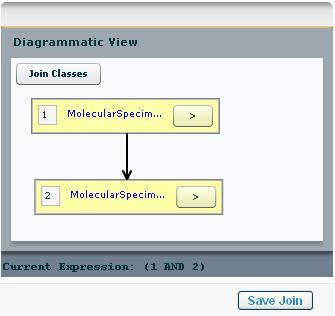 Diagrammatic View
Join Classes
1 MolecularSpecim... >
2 MolecularSpecim... >
Current Expression: (1 AND 2)
Save Join